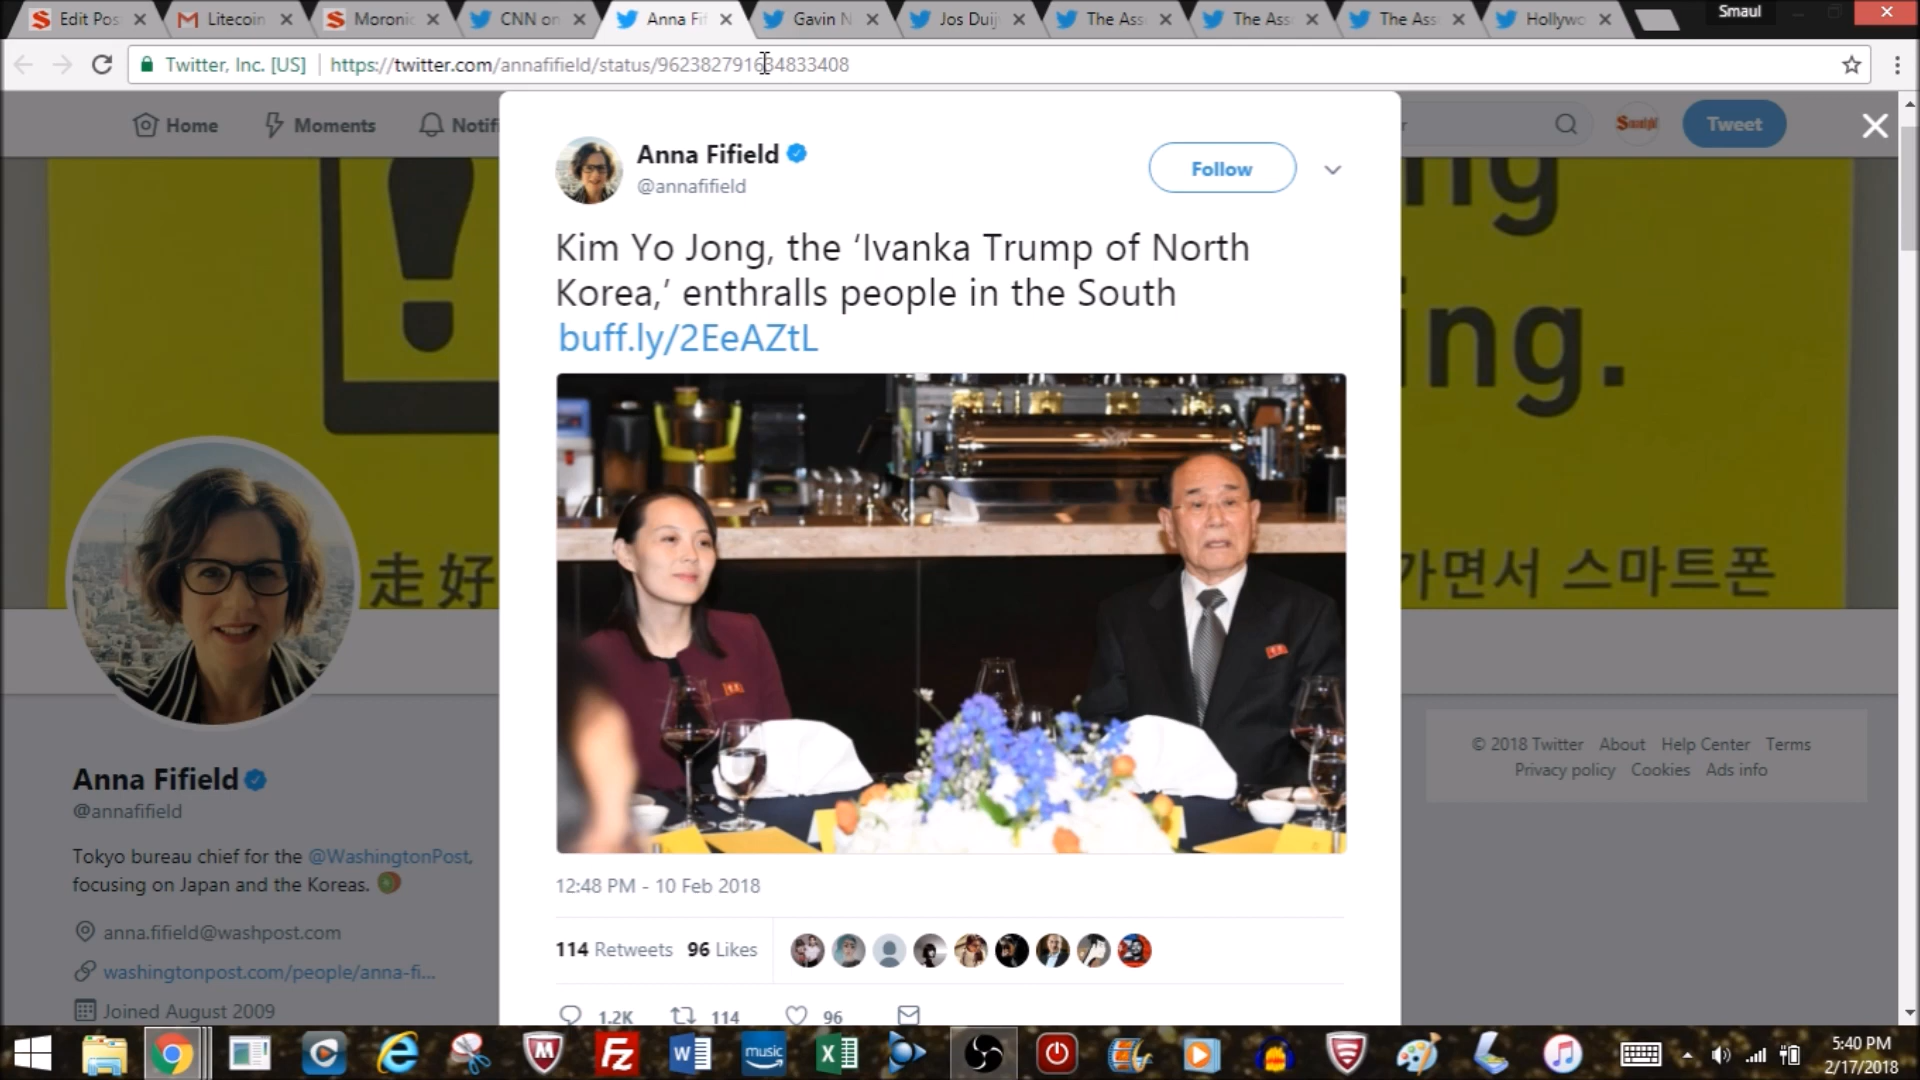 Edit Pos
Litecoin
Moronic
CNN on
Anna Fif
Gavin N
Jos Duij
The Ass
The Ass
The Ass
Hollywo
Smaul
Twitter, Inc. [US]
https://twitter.com/annafifield/status/962382791634833408
Home
Moments
Notifi
Tweet
Anna Fifield
@annafifield
Follow
Kim Yo Jong, the ‘Ivanka Trump of North
Korea,’ enthralls people in the South
buff.ly/2EeAZtL
ng
ing.
走好
가면서 스마트폰
12:48 PM - 10 Feb 2018
114 Retweets 96 Likes
1.2K
114
96
Anna Fifield
@annafifield
Tokyo bureau chief for the @WashingtonPost,
focusing on Japan and the Koreas.
anna.fifield@washpost.com
washingtonpost.com/people/anna-fi...
Joined August 2009
© 2018 Twitter About Help Center Terms
Privacy policy Cookies Ads info
music
5:40 PM
2/17/2018